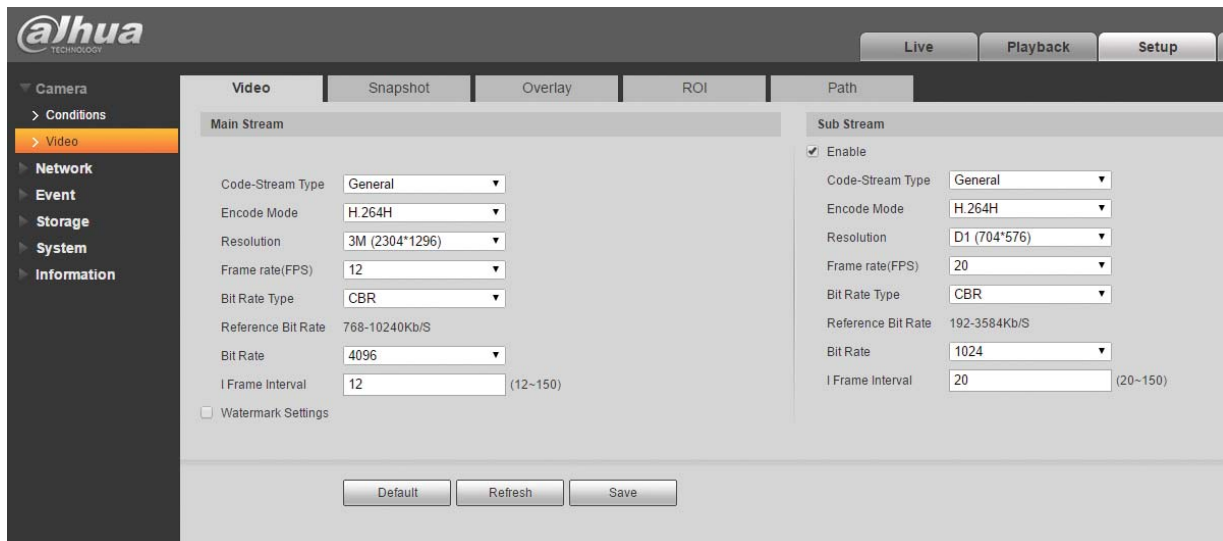 alhua
TECHNOLOGY
Live Playback Setup
Camera
Conditions
Video
Network
Event
Storage
System
Information
Video Snapshot Overlay ROI Path
Main Stream
Code-Stream Type General
Encode Mode H.264H
Resolution 3M (2304*1296)
Frame rate(FPS) 12
Bit Rate Type CBR
Reference Bit Rate 768-10240Kb/S
Bit Rate 4096
I Frame Interval 12 (12~150)
Watermark Settings
Sub Stream
Enable
Code-Stream Type General
Encode Mode H.264H
Resolution D1 (704*576)
Frame rate(FPS) 20
Bit Rate Type CBR
Reference Bit Rate 192-3584Kb/S
Bit Rate 1024
I Frame Interval 20 (20~150)
Default Refresh Save